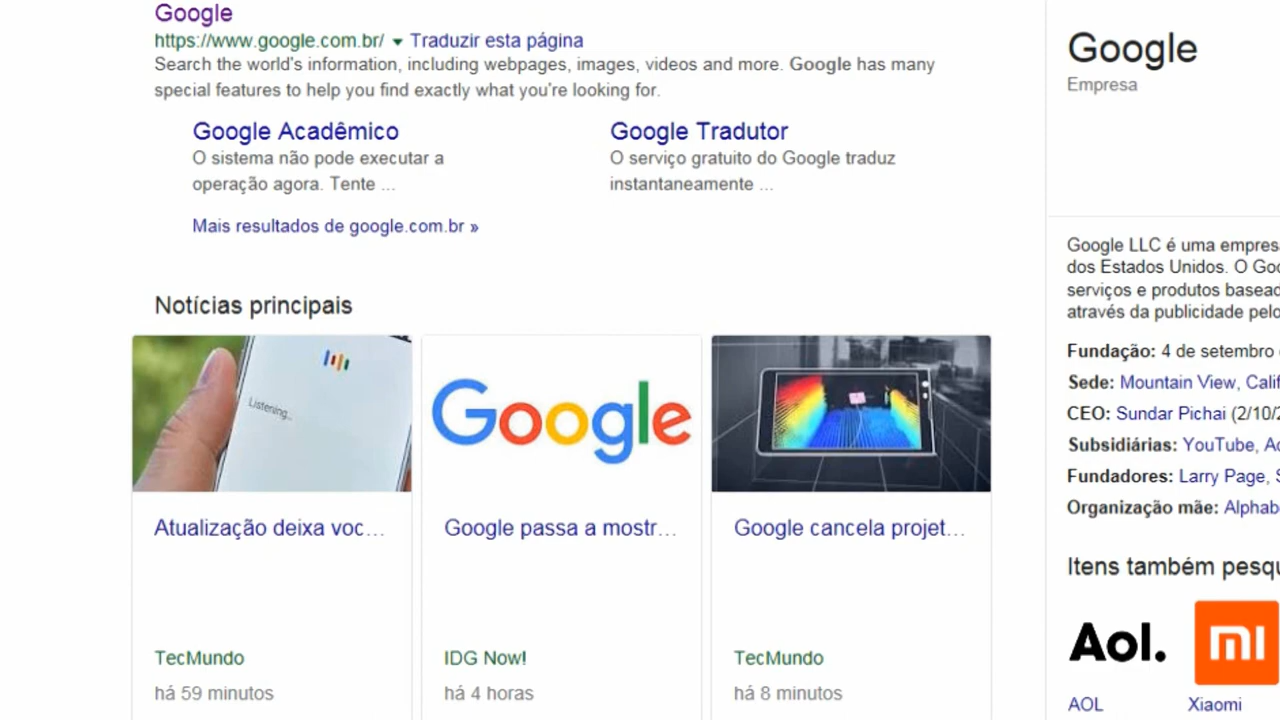 Google
https://www.google.com.br/ ▼ Traduzir esta página
Search the world's information, including webpages, images, videos and more. Google has many
special features to help you find exactly what you're looking for.
Google Acadêmico
O sistema não pode executar a
operação agora. Tente ...
Google Tradutor
O serviço gratuito do Google traduz
instantaneamente ...
Mais resultados de google.com.br »
Notícias principais
Listening...
Atualização deixa voc...
TecMundo
há 59 minutos
Google
Google passa a mostr...
IDG Now!
há 4 horas
Google cancela projet...
TecMundo
há 8 minutos
Google
Empresa
Google LLC é uma empres
dos Estados Unidos. O Goo
serviços e produtos basead
através da publicidade pelo
Fundação: 4 de setembro
Sede: Mountain View, Calif
CEO: Sundar Pichai (2/10/2
Subsidiárias: YouTube, Ad
Fundadores: Larry Page, S
Organização mãe: Alphab
Itens também pesqu
Aol.
mi
AOL
Xiaomi